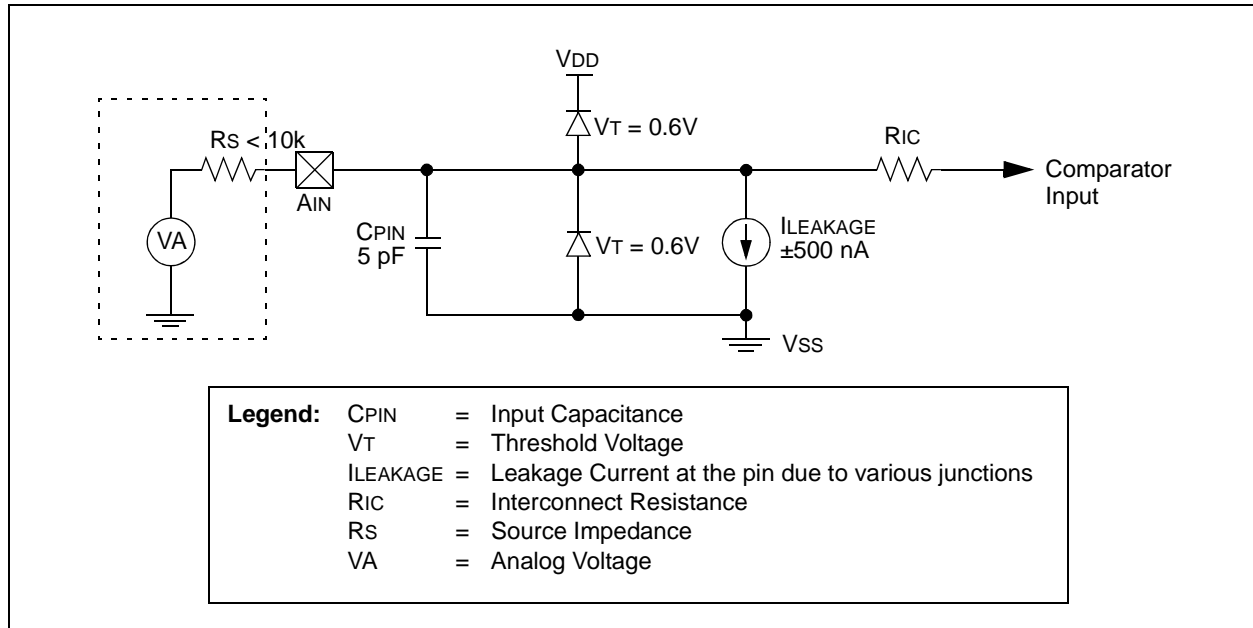 VDD
VT = 0.6V
RS < 10k
RIC
AIN
Comparator
Input
CPIN
5 pF
VA
VT = 0.6V
ILEAKAGE
±500 nA
VSS
Legend: CPIN = Input Capacitance
VT = Threshold Voltage
ILEAKAGE = Leakage Current at the pin due to various junctions
RIC = Interconnect Resistance
RS = Source Impedance
VA = Analog Voltage